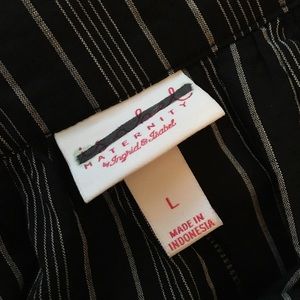 MATERNITY
by Ingrid & Isabel
L
MADE IN
INDONESIA